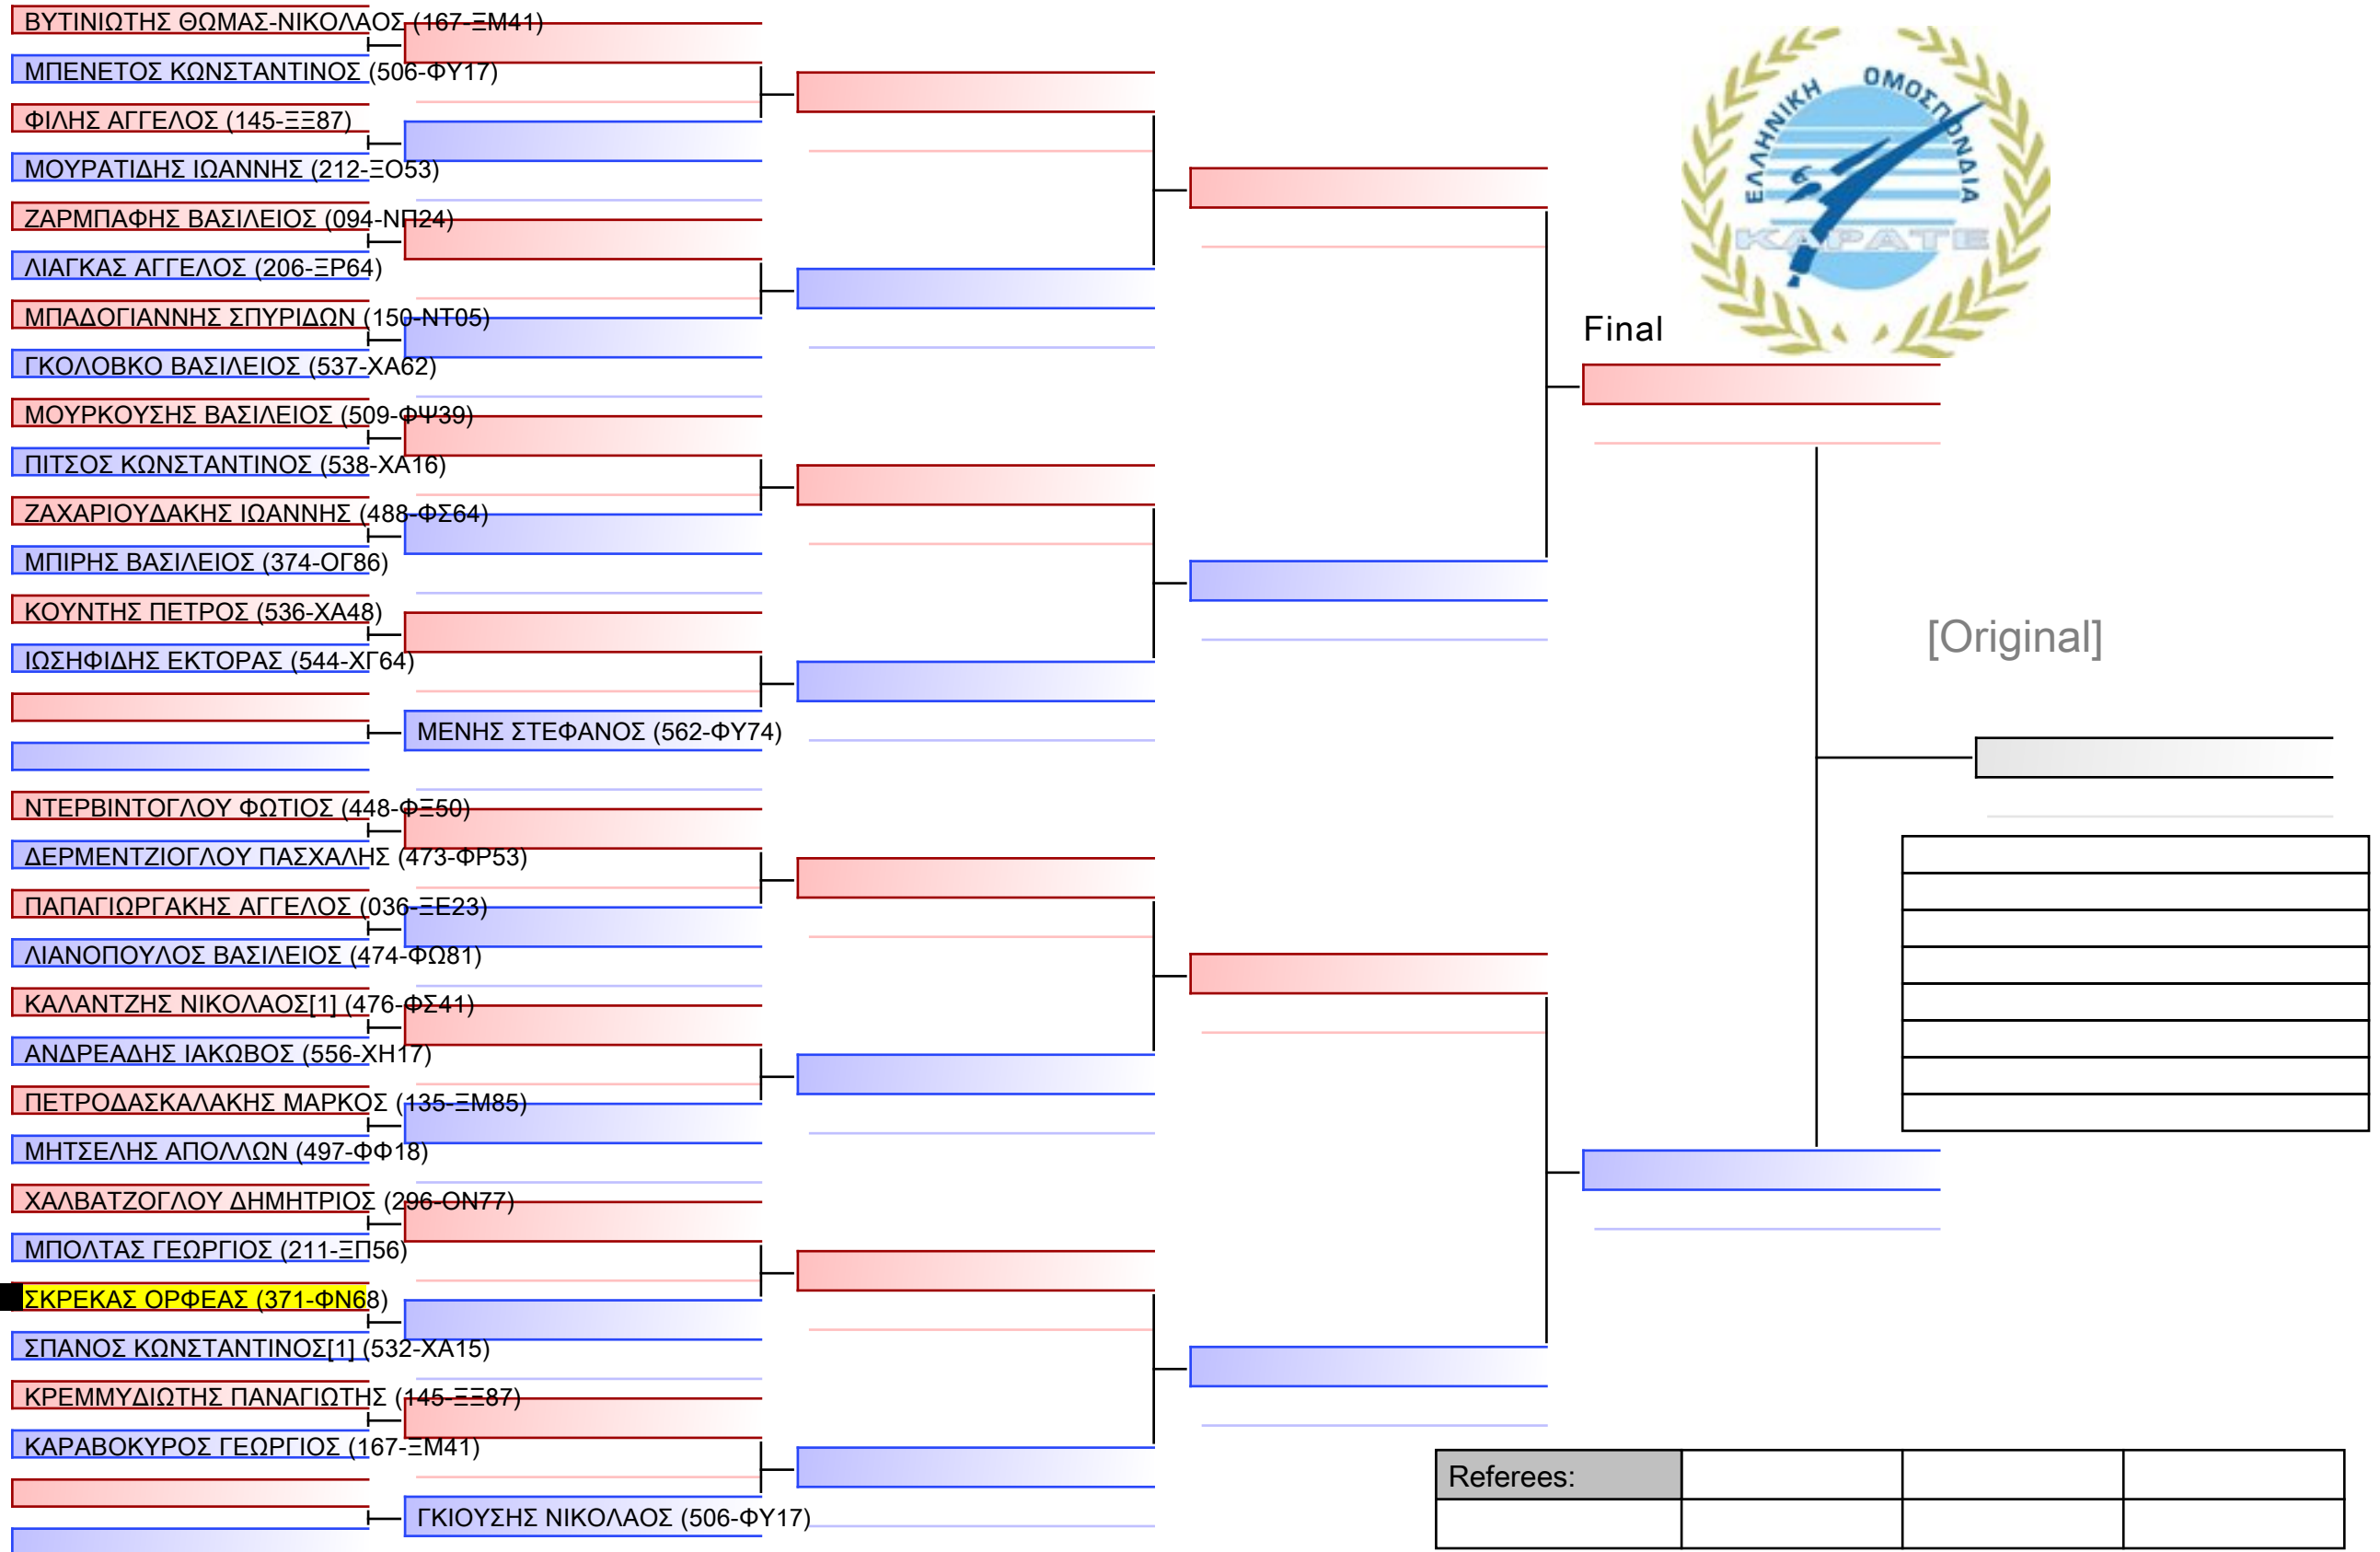 ΒΥΤΙΝΙΩΤΗΣ ΘΩΜΑΣ-ΝΙΚΟΛΑΟΣ (167-ΞΜ41)
ΜΠΕΝΕΤΟΣ ΚΩΝΣΤΑΝΤΙΝΟΣ (506-ΦΥ17)
ΦΙΛΗΣ ΑΓΓΕΛΟΣ (145-ΞΞ87)
ΜΟΥΡΑΤΙΔΗΣ ΙΩΑΝΝΗΣ (212-ΞΟ53)
ΖΑΡΜΠΑΦΗΣ ΒΑΣΙΛΕΙΟΣ (094-ΝΠ24)
ΛΙΑΓΚΑΣ ΑΓΓΕΛΟΣ (206-ΞΡ64)
ΜΠΑΔΟΓΙΑΝΝΗΣ ΣΠΥΡΙΔΩΝ (150-ΝΤ05)
ΓΚΟΛΟΒΚΟ ΒΑΣΙΛΕΙΟΣ (537-ΧΑ62)
ΜΟΥΡΚΟΥΣΗΣ ΒΑΣΙΛΕΙΟΣ (509-ΦΨ39)
ΠΙΤΣΟΣ ΚΩΝΣΤΑΝΤΙΝΟΣ (538-ΧΑ16)
ΖΑΧΑΡΙΟΥΔΑΚΗΣ ΙΩΑΝΝΗΣ (488-ΦΣ64)
ΜΠΙΡΗΣ ΒΑΣΙΛΕΙΟΣ (374-ΟΓ86)
ΚΟΥΝΤΗΣ ΠΕΤΡΟΣ (536-ΧΑ48)
ΙΩΣΗΦΙΔΗΣ ΕΚΤΟΡΑΣ (544-ΧΓ64)
ΜΕΝΗΣ ΣΤΕΦΑΝΟΣ (562-ΦΥ74)
ΝΤΕΡΒΙΝΤΟΓΛΟΥ ΦΩΤΙΟΣ (448-ΦΞ50)
ΔΕΡΜΕΝΤΖΙΟΓΛΟΥ ΠΑΣΧΑΛΗΣ (473-ΦΡ53)
ΠΑΠΑΓΙΩΡΓΑΚΗΣ ΑΓΓΕΛΟΣ (036-ΞΕ23)
ΛΙΑΝΟΠΟΥΛΟΣ ΒΑΣΙΛΕΙΟΣ (474-ΦΩ81)
ΚΑΛΑΝΤΖΗΣ ΝΙΚΟΛΑΟΣ[1] (476-ΦΣ41)
ΑΝΔΡΕΑΔΗΣ ΙΑΚΩΒΟΣ (556-ΧΗ17)
ΠΕΤΡΟΔΑΣΚΑΛΑΚΗΣ ΜΑΡΚΟΣ (135-ΞΜ85)
ΜΗΤΣΕΛΗΣ ΑΠΟΛΛΩΝ (497-ΦΦ18)
ΧΑΛΒΑΤΖΟΓΛΟΥ ΔΗΜΗΤΡΙΟΣ (296-ΟΝ77)
ΜΠΟΛΤΑΣ ΓΕΩΡΓΙΟΣ (211-ΞΠ56)
ΣΚΡΕΚΑΣ ΟΡΦΕΑΣ (371-ΦΝ68)
ΣΠΑΝΟΣ ΚΩΝΣΤΑΝΤΙΝΟΣ[1] (532-ΧΑ15)
ΚΡΕΜΜΥΔΙΩΤΗΣ ΠΑΝΑΓΙΩΤΗΣ (145-ΞΞ87)
ΚΑΡΑΒΟΚΥΡΟΣ ΓΕΩΡΓΙΟΣ (167-ΞΜ41)
ΓΚΙΟΥΣΗΣ ΝΙΚΟΛΑΟΣ (506-ΦΥ17)
ΕΛΛΗΝΙΚΗ ΟΜΟΣΠΟΝΔΙΑ
ΚΑΡΑΤΕ
Final
[Original]
Referees: